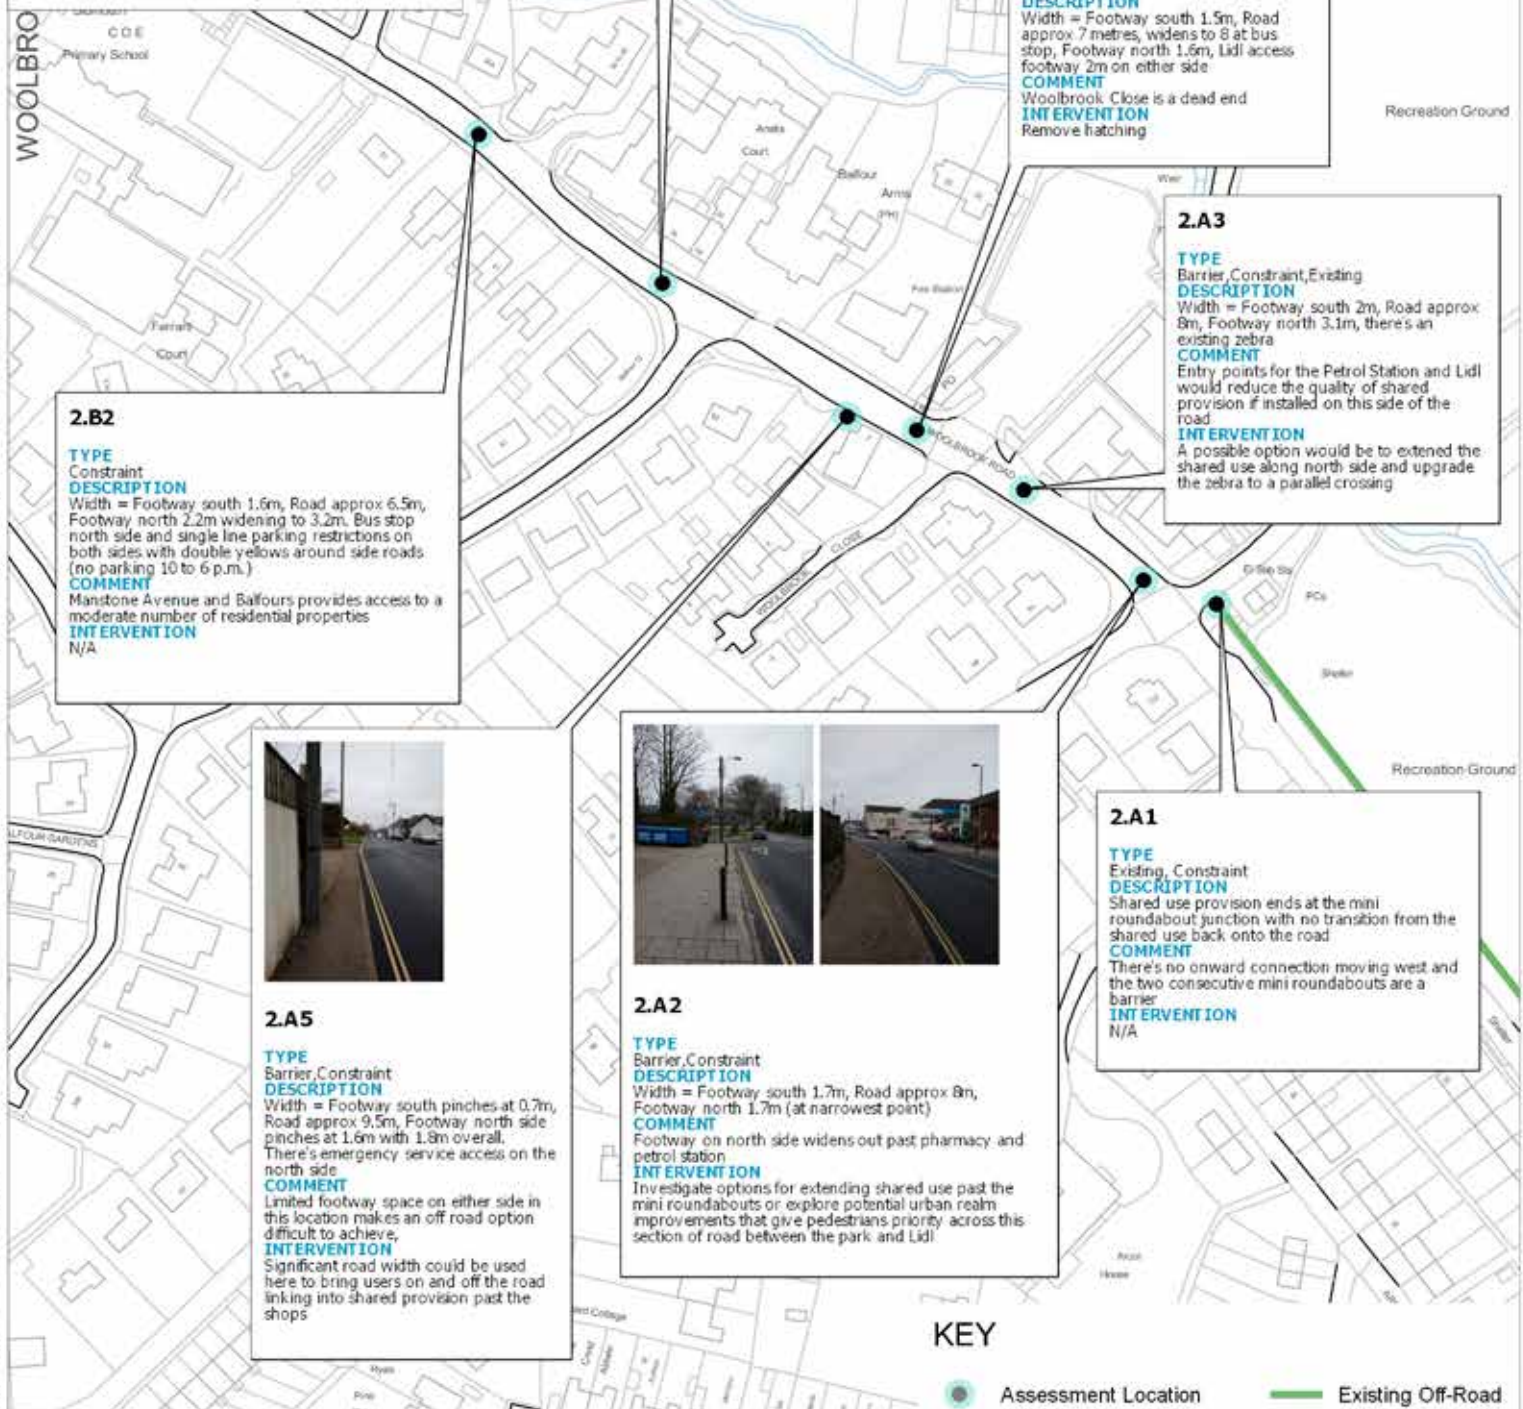 WOOLBRO
C O E
Primary School
DESCRIPTION
Width = Footway south 1.5m, Road
approx 7 metres, widens to 8 at bus
stop, Footway north 1.6m, Lidl access
footway 2m on either side
COMMENT
Woolbrook Close is a dead end
INTERVENTION
Remove hatching
Recreation Ground
Court
Balfour
Arms
(PH)
Weir
Fire Station
2.A3
TYPE
Barrier,Constraint,Existing
DESCRIPTION
Width = Footway south 2m, Road approx
8m, Footway north 3.1m, there's an
existing zebra
COMMENT
Entry points for the Petrol Station and Lidl
would reduce the quality of shared
provision if installed on this side of the
road
INTERVENTION
A possible option would be to extened the
shared use along north side and upgrade
the zebra to a parallel crossing
Court
PO
WOOLBROOK ROAD
WOOLBROOK CLOSE
2.B2
TYPE
Constraint
DESCRIPTION
Width = Footway south 1.6m, Road approx 6.5m,
Footway north 2.2m widening to 3.2m. Bus stop
north side and single line parking restrictions on
both sides with double yellows around side roads
(no parking 10 to 6 p.m.)
COMMENT
Manstone Avenue and Balfours provides access to a
moderate number of residential properties
INTERVENTION
N/A
El Sub Sta
PCs
Shelter
Recreation Ground
ALFOUR GARDENS
2.A5
TYPE
Barrier,Constraint
DESCRIPTION
Width = Footway south pinches at 0.7m,
Road approx 9.5m, Footway north side
pinches at 1.6m with 1.8m overall.
There's emergency service access on the
north side
COMMENT
Limited footway space on either side in
this location makes an off road option
difficult to achieve,
INTERVENTION
Significant road width could be used
here to bring users on and off the road
linking into shared provision past the
shops
2.A2
TYPE
Barrier,Constraint
DESCRIPTION
Width = Footway south 1.7m, Road approx 8m,
Footway north 1.7m (at narrowest point)
COMMENT
Footway on north side widens out past pharmacy and
petrol station
INTERVENTION
Investigate options for extending shared use past the
mini roundabouts or explore potential urban realm
improvements that give pedestrians priority across this
section of road between the park and Lidl
2.A1
TYPE
Existing, Constraint
DESCRIPTION
Shared use provision ends at the mini
roundabout junction with no transition from the
shared use back onto the road
COMMENT
There's no onward connection moving west and
the two consecutive mini roundabouts are a
barrier
INTERVENTION
N/A
Shelter
House
Cottage
KEY
Assessment Location
Existing Off-Road